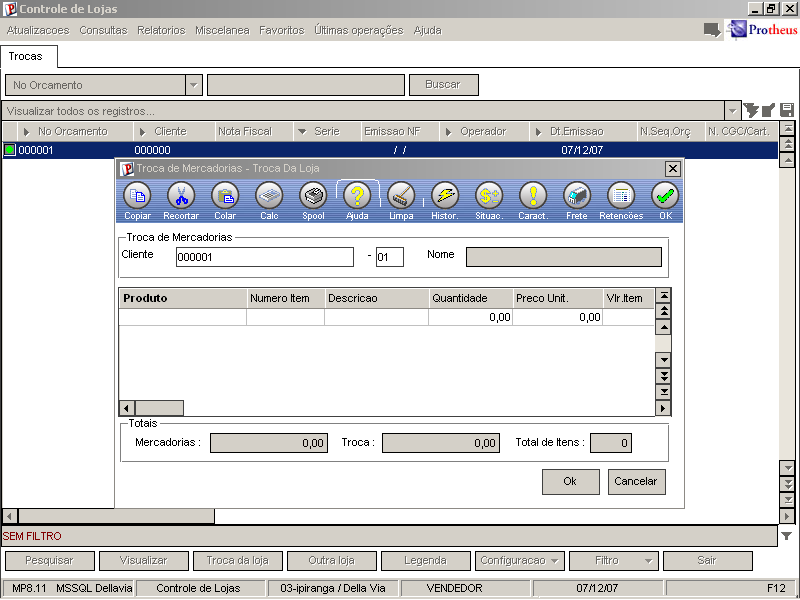 Controle de Lojas
Atualizacoes Consultas Relatorios Miscelanea Favoritos Últimas operações Ajuda
Protheus
Trocas
No Orcamento Buscar
Visualizar todos os registros...
No Orcamento Cliente Nota Fiscal Serie Emissao NF Operador Dt.Emissao N.Seq.Orç N. CGC/Cart.
000001 000000 / / 07/12/07
Troca de Mercadorias - Troca Da Loja
Copiar Recortar Colar Calc Spool Ajuda Limpa Histor. Situac. Caract. Frete Retencões OK
Troca de Mercadorias
Cliente 000001 - 01 Nome
Produto Numero Item Descricao Quantidade Preco Unit. Vlr.Item
0,00 0,00
Totais
Mercadorias : 0,00 Troca : 0,00 Total de Itens : 0
Ok Cancelar
SEM FILTRO
Pesquisar Visualizar Troca da loja Outra loja Legenda Configuracao Filtro Sair
MP8.11 MSSQL Dellavia Controle de Lojas 03-ipiranga / Della Via VENDEDOR 07/12/07 F12